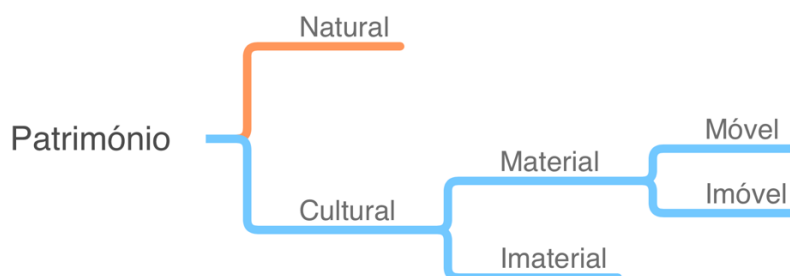 Natural
Património
Móvel
Material
Imóvel
Cultural
Imaterial